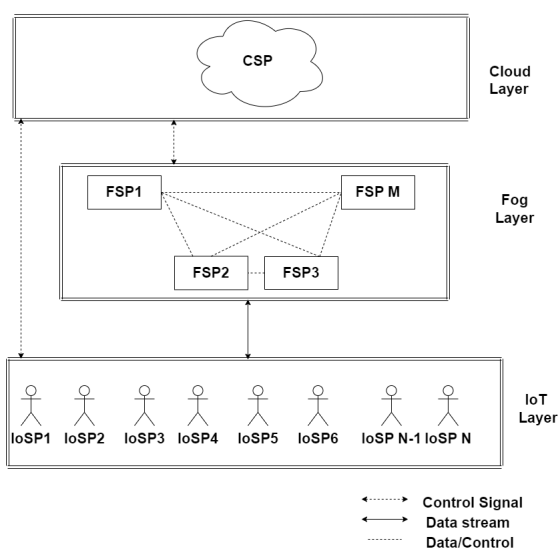 CSP
Cloud
Layer
FSP1
FSP M
Fog
Layer
FSP2
FSP3
IoT
Layer
IoSP1 IoSP2 IoSP3 IoSP4 IoSP5 IoSP6 IoSP N-1 IoSP N
Control Signal
Data stream
Data/Control